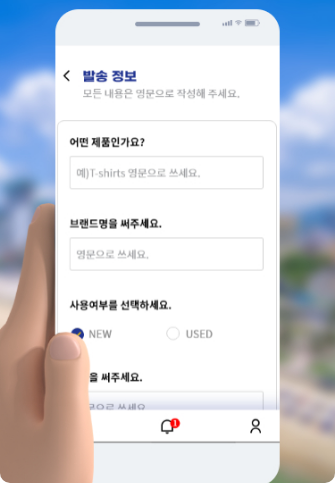 발송 정보
모든 내용은 영문으로 작성해 주세요.
어떤 제품인가요?
예)T-shirts 영문으로 쓰세요.
브랜드명을 써주세요.
영문으로 쓰세요.
사용여부를 선택하세요.
NEW USED
을 써주세요.
문으로 쓰세요.
1